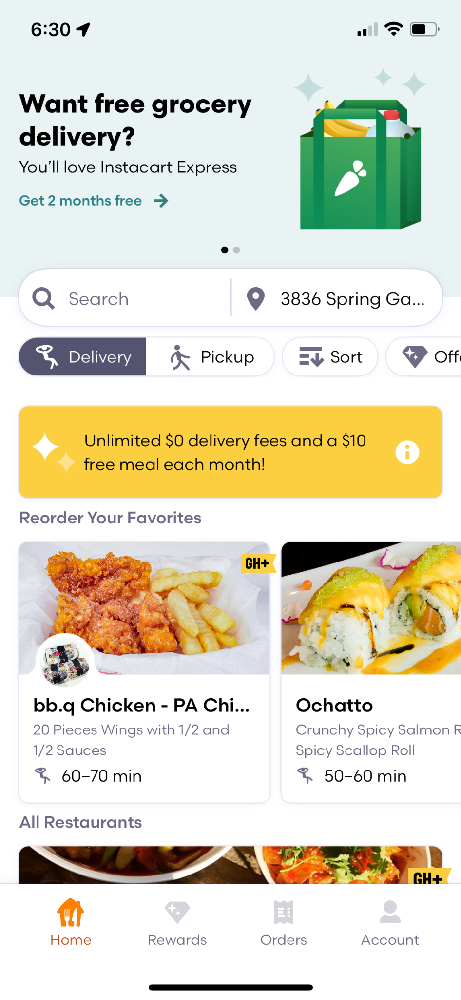 6:30
Want free grocery
delivery?
You'll love Instacart Express
Get 2 months free
Search
3836 Spring Ga...
Delivery
Pickup
Sort
Offe
Unlimited $0 delivery fees and a $10
free meal each month!
Reorder Your Favorites
GH+
bb.q Chicken - PA Chi...
20 Pieces Wings with 1/2 and
1/2 Sauces
60–70 min
Ochatto
Crunchy Spicy Salmon R
Spicy Scallop Roll
50–60 min
All Restaurants
GH+
Home
Rewards
Orders
Account